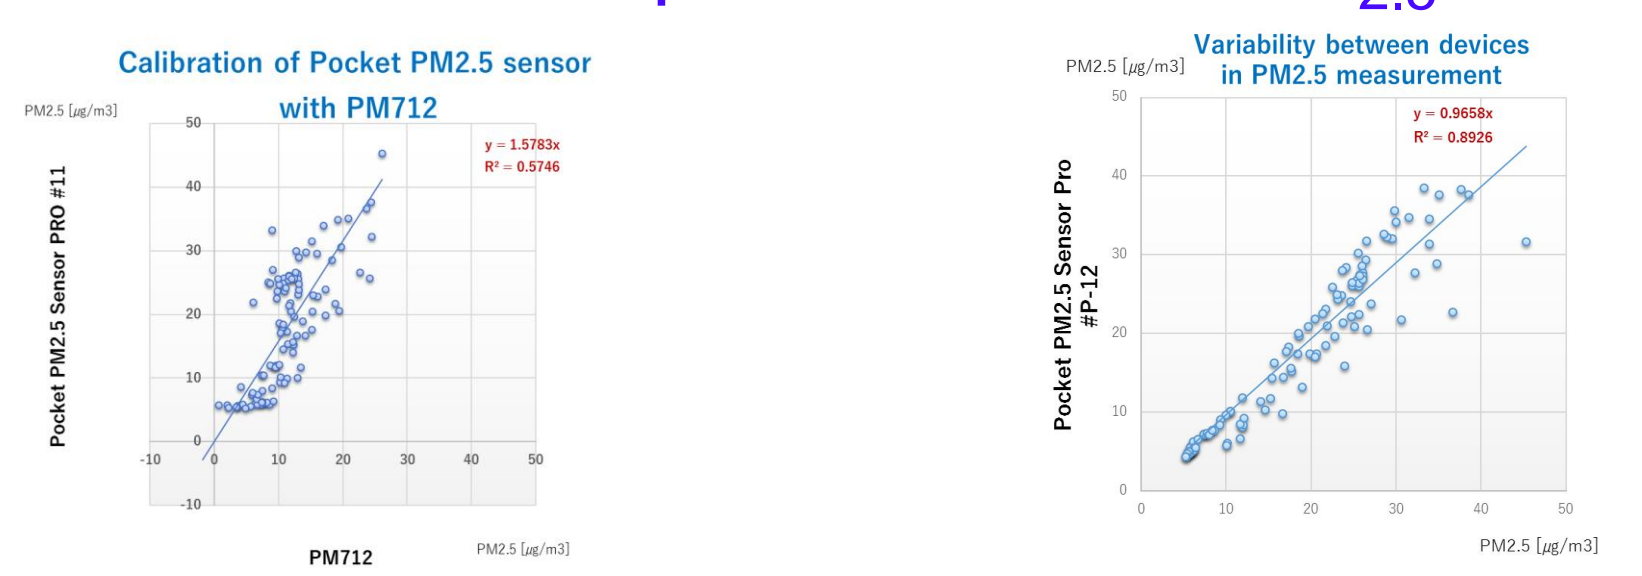 2.5
Calibration of Pocket PM2.5 sensor
with PM712
PM2.5 [μg/m3]
Pocket PM2.5 Sensor PRO #11
y = 1.5783x
R² = 0.5746
50
40
30
20
10
0
-10
-10 0 10 20 30 40 50
PM712
PM2.5 [μg/m3]
Variability between devices
in PM2.5 measurement
PM2.5 [μg/m3]
Pocket PM2.5 Sensor Pro
#P-12
y = 0.9658x
R² = 0.8926
50
40
30
20
10
0
0 10 20 30 40 50
PM2.5 [μg/m3]